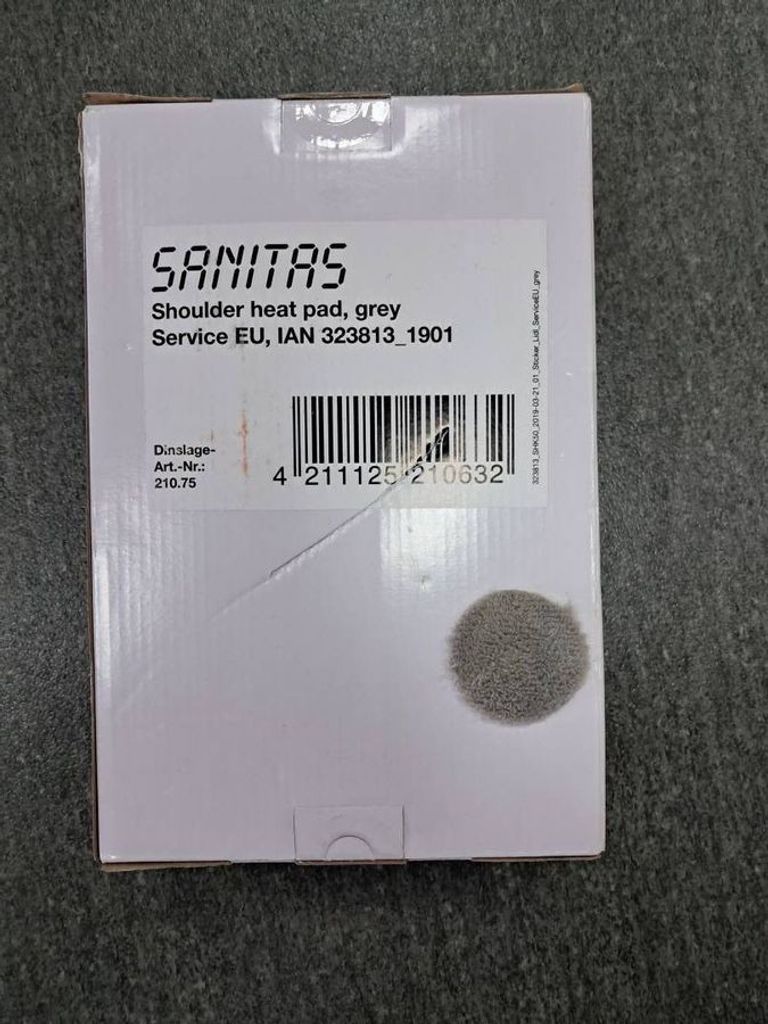 SANITAS
Shoulder heat pad, grey
Service EU, IAN 323813_1901
Dinslage-
Art.-Nr.:
210.75
4 211125 210632
323813_SHK50_2019-03-21_01_Sticker_Lidl_ServiceEU_grey